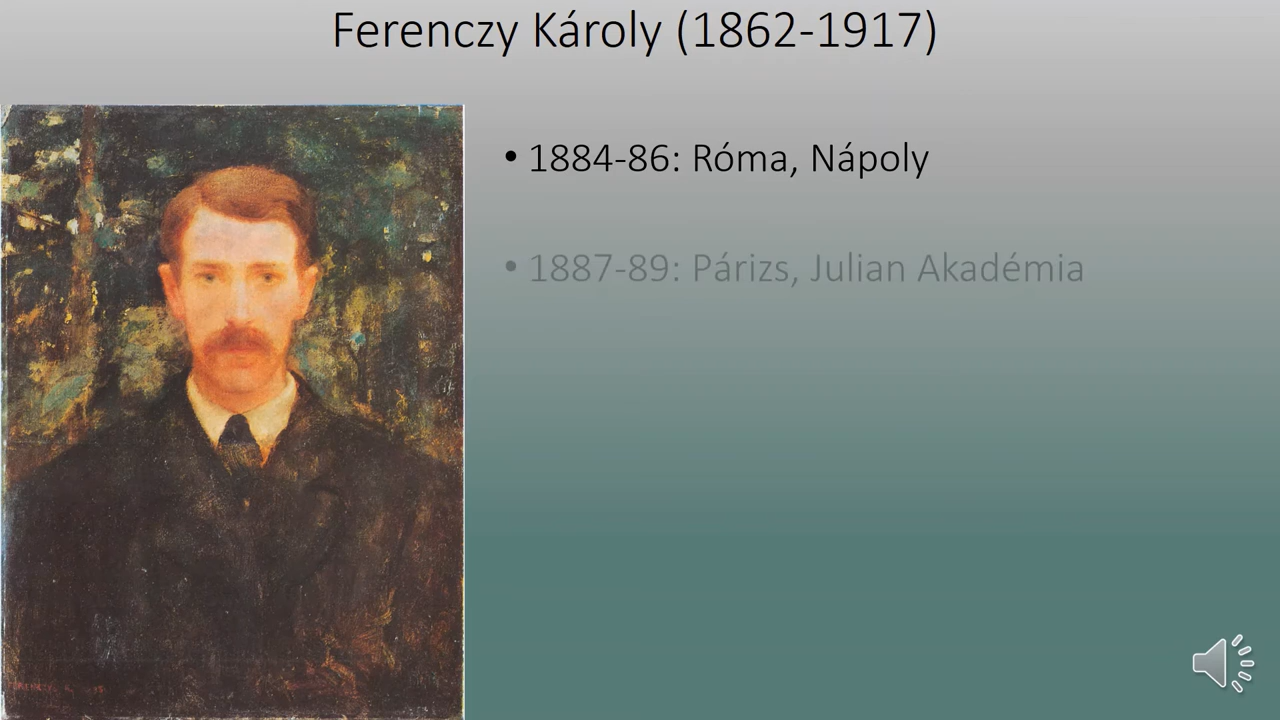 Ferenczy Károly (1862-1917)
• 1884-86: Róma, Nápoly
• 1887-89: Párizs, Julian Akadémia